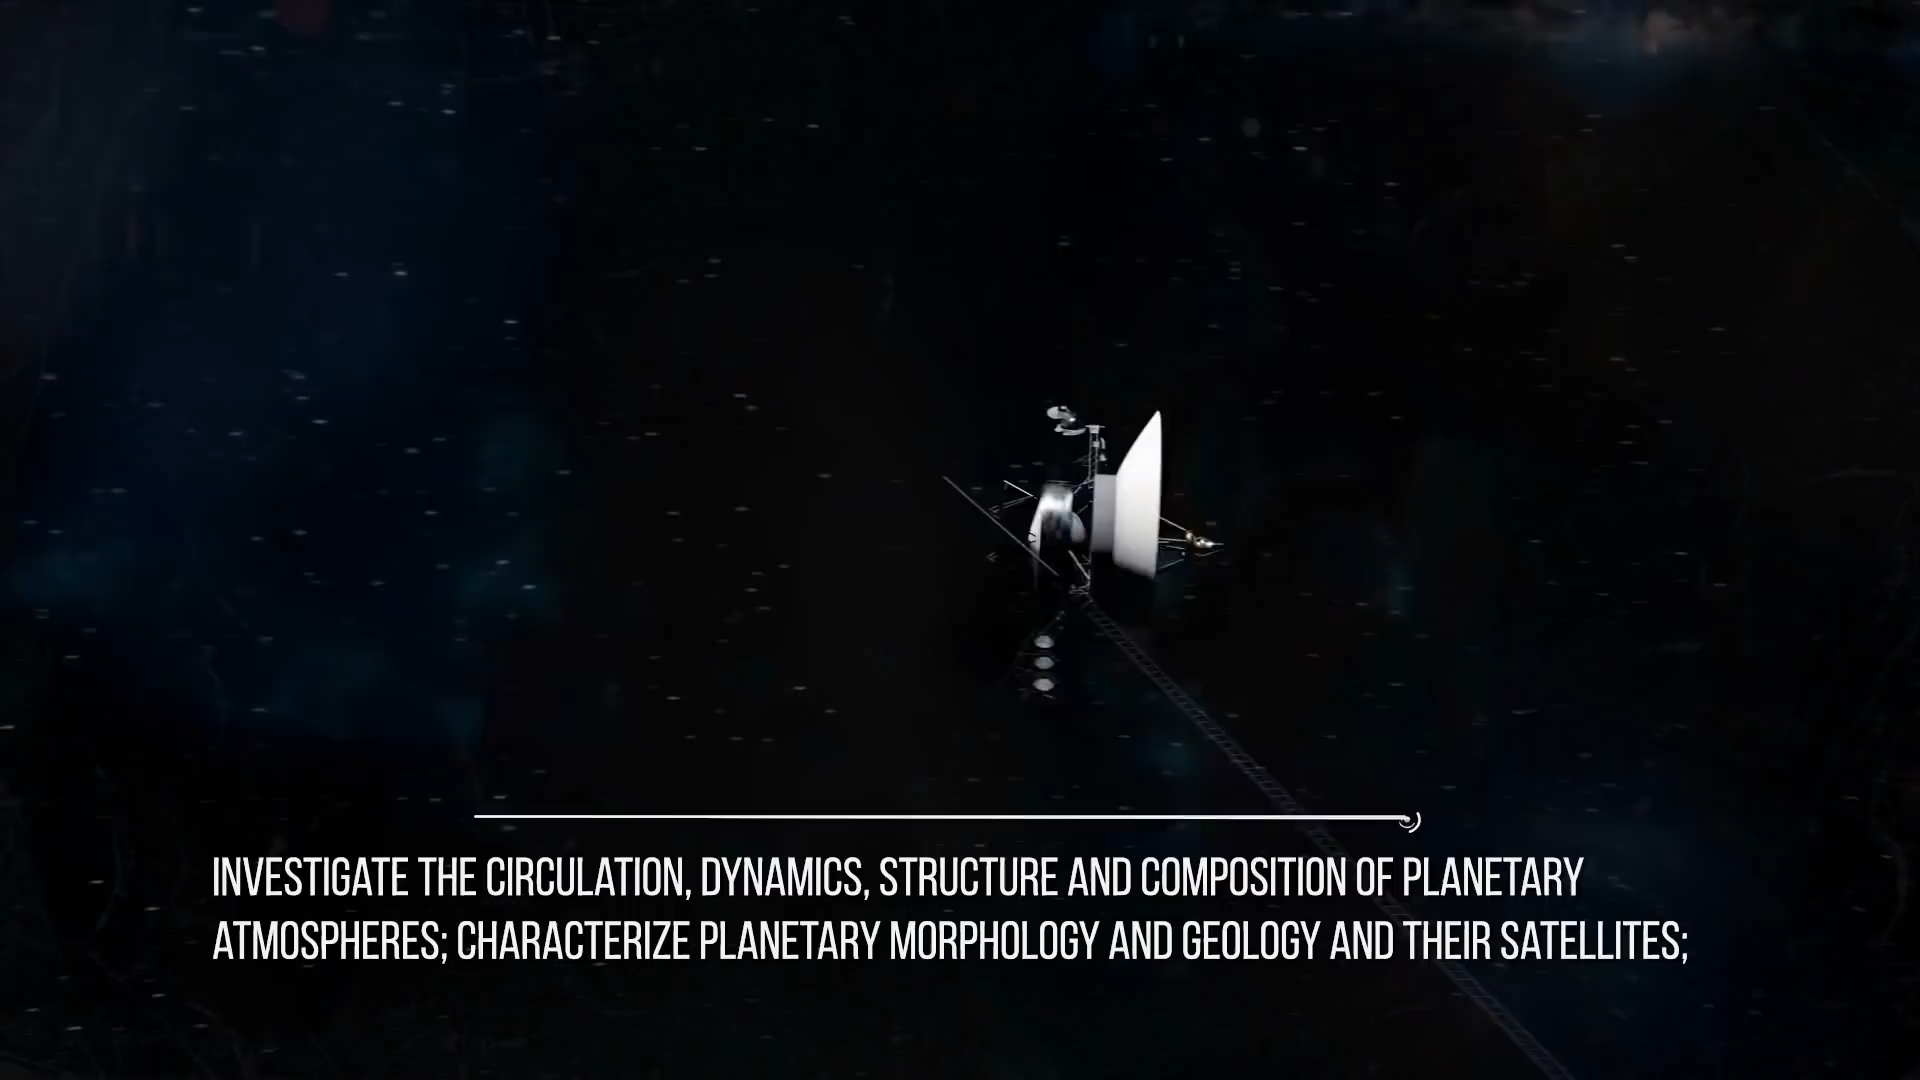 INVESTIGATE THE CIRCULATION, DYNAMICS, STRUCTURE AND COMPOSITION OF PLANETARY
ATMOSPHERES; CHARACTERIZE PLANETARY MORPHOLOGY AND GEOLOGY AND THEIR SATELLITES;